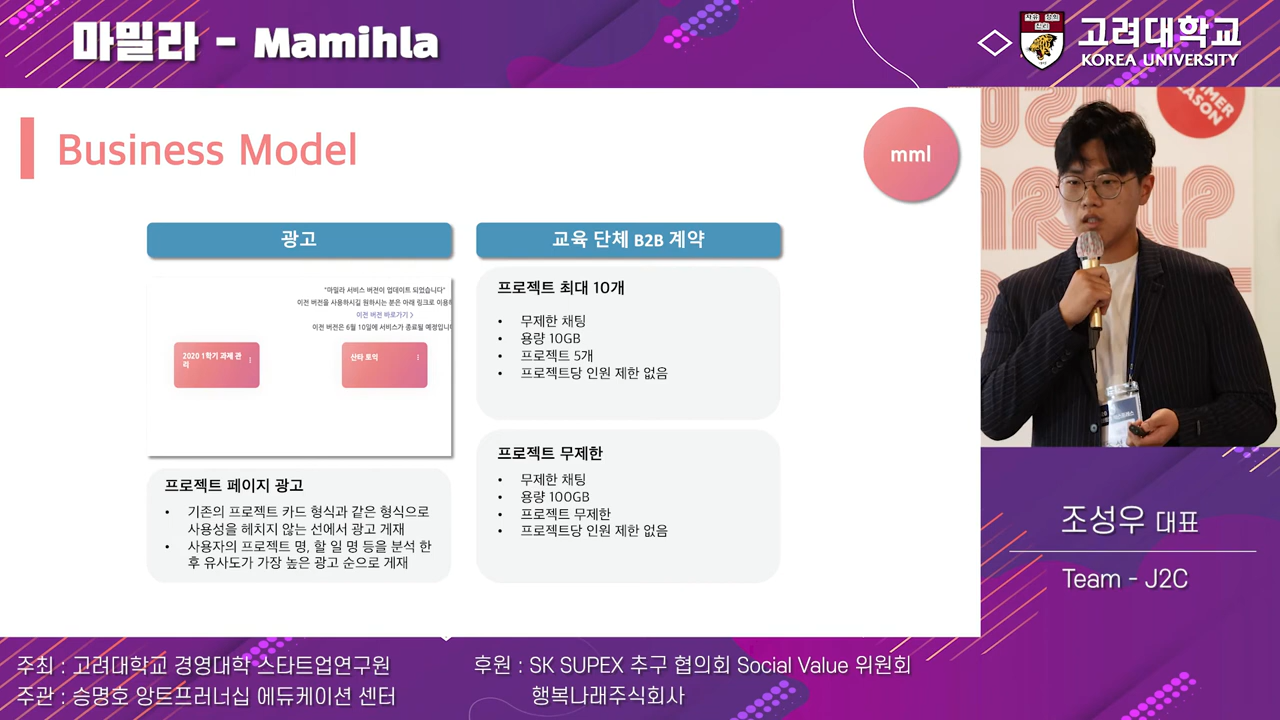 마밀라 - Mamihla
고려대학교
KOREA UNIVERSITY
Business Model
mml
광고
"마밀라 서비스 버전이 업데이트 되었습니다"
이전 버전을 사용하시길 원하시는 분은 아래 링크로 이용하
이전 버전 바로가기 >
이전 버전은 6월 10일에 서비스가 종료될 예정입니
2020 1학기 과제 관
리
산타 토익
프로젝트 페이지 광고
• 기존의 프로젝트 카드 형식과 같은 형식으로
사용성을 헤치지 않는 선에서 광고 게재
• 사용자의 프로젝트 명, 할 일 명 등을 분석 한
후 유사도가 가장 높은 광고 순으로 게재
교육 단체 B2B 계약
프로젝트 최대 10개
• 무제한 채팅
• 용량 10GB
• 프로젝트 5개
• 프로젝트당 인원 제한 없음
프로젝트 무제한
• 무제한 채팅
• 용량 100GB
• 프로젝트 무제한
• 프로젝트당 인원 제한 없음
조성우 대표
Team - J2C
주최 : 고려대학교 경영대학 스타트업연구원
주관 : 승명호 앙트프러너십 에듀케이션 센터
후원 : SK SUPEX 추구 협의회 Social Value 위원회
행복나래주식회사